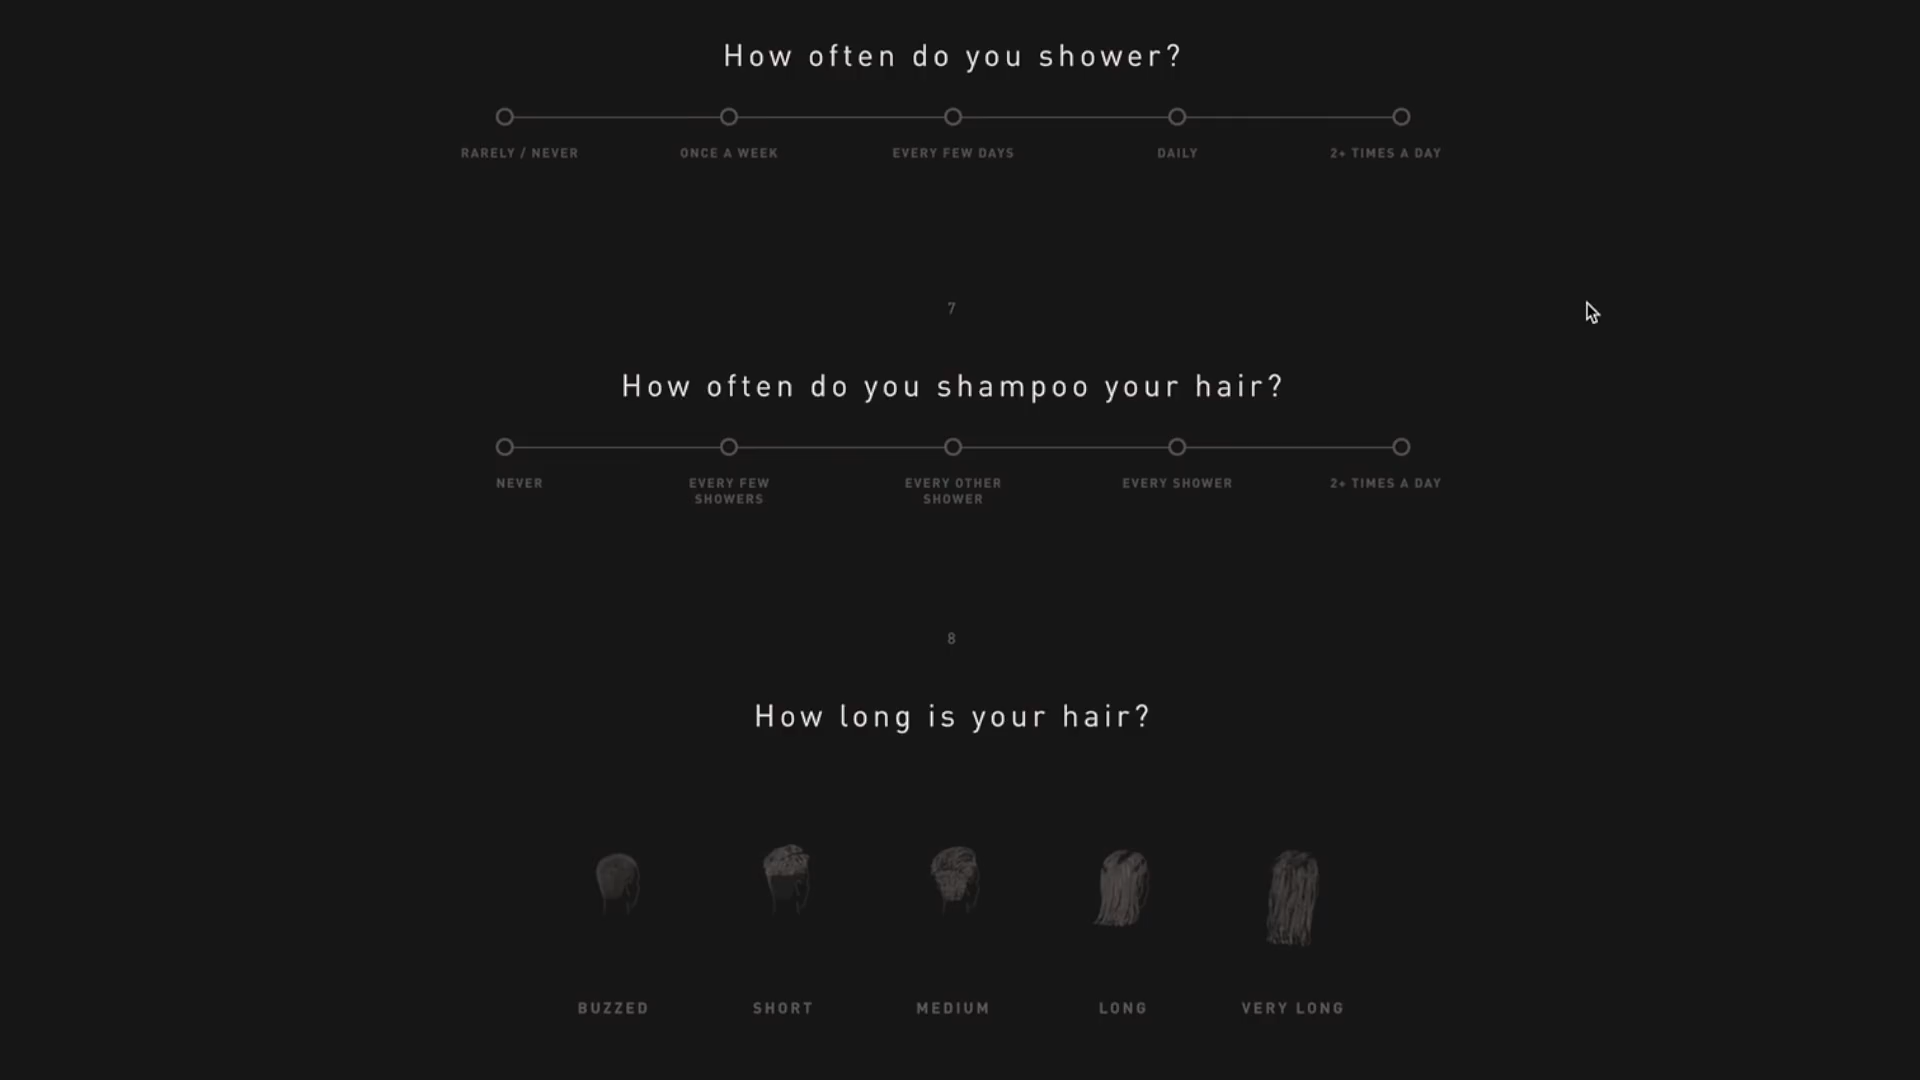 How often do you shower?
RARELY / NEVER
ONCE A WEEK
EVERY FEW DAYS
DAILY
2+ TIMES A DAY
7
How often do you shampoo your hair?
NEVER
EVERY FEW
SHOWERS
EVERY OTHER
SHOWER
EVERY SHOWER
2+ TIMES A DAY
8
How long is your hair?
BUZZED
SHORT
MEDIUM
LONG
VERY LONG